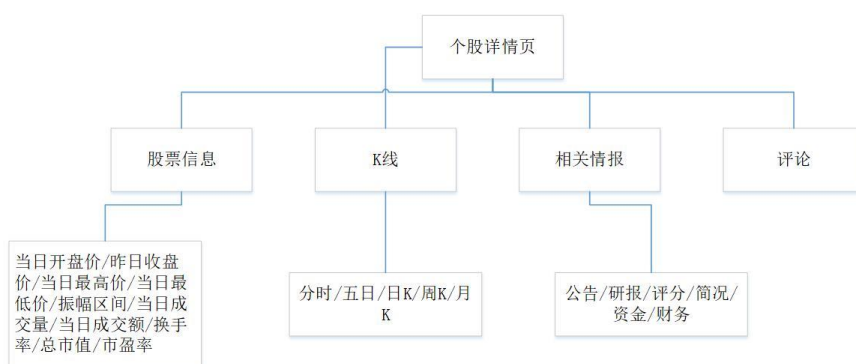 个股详情页
股票信息
K线
相关情报
评论
当日开盘价/昨日收盘
价/当日最高价/当日最
低价/振幅区间/当日成
交量/当日成交额/换手
率/总市值/市盈率
分时/五日/日K/周K/月
K
公告/研报/评分/简况/
资金/财务